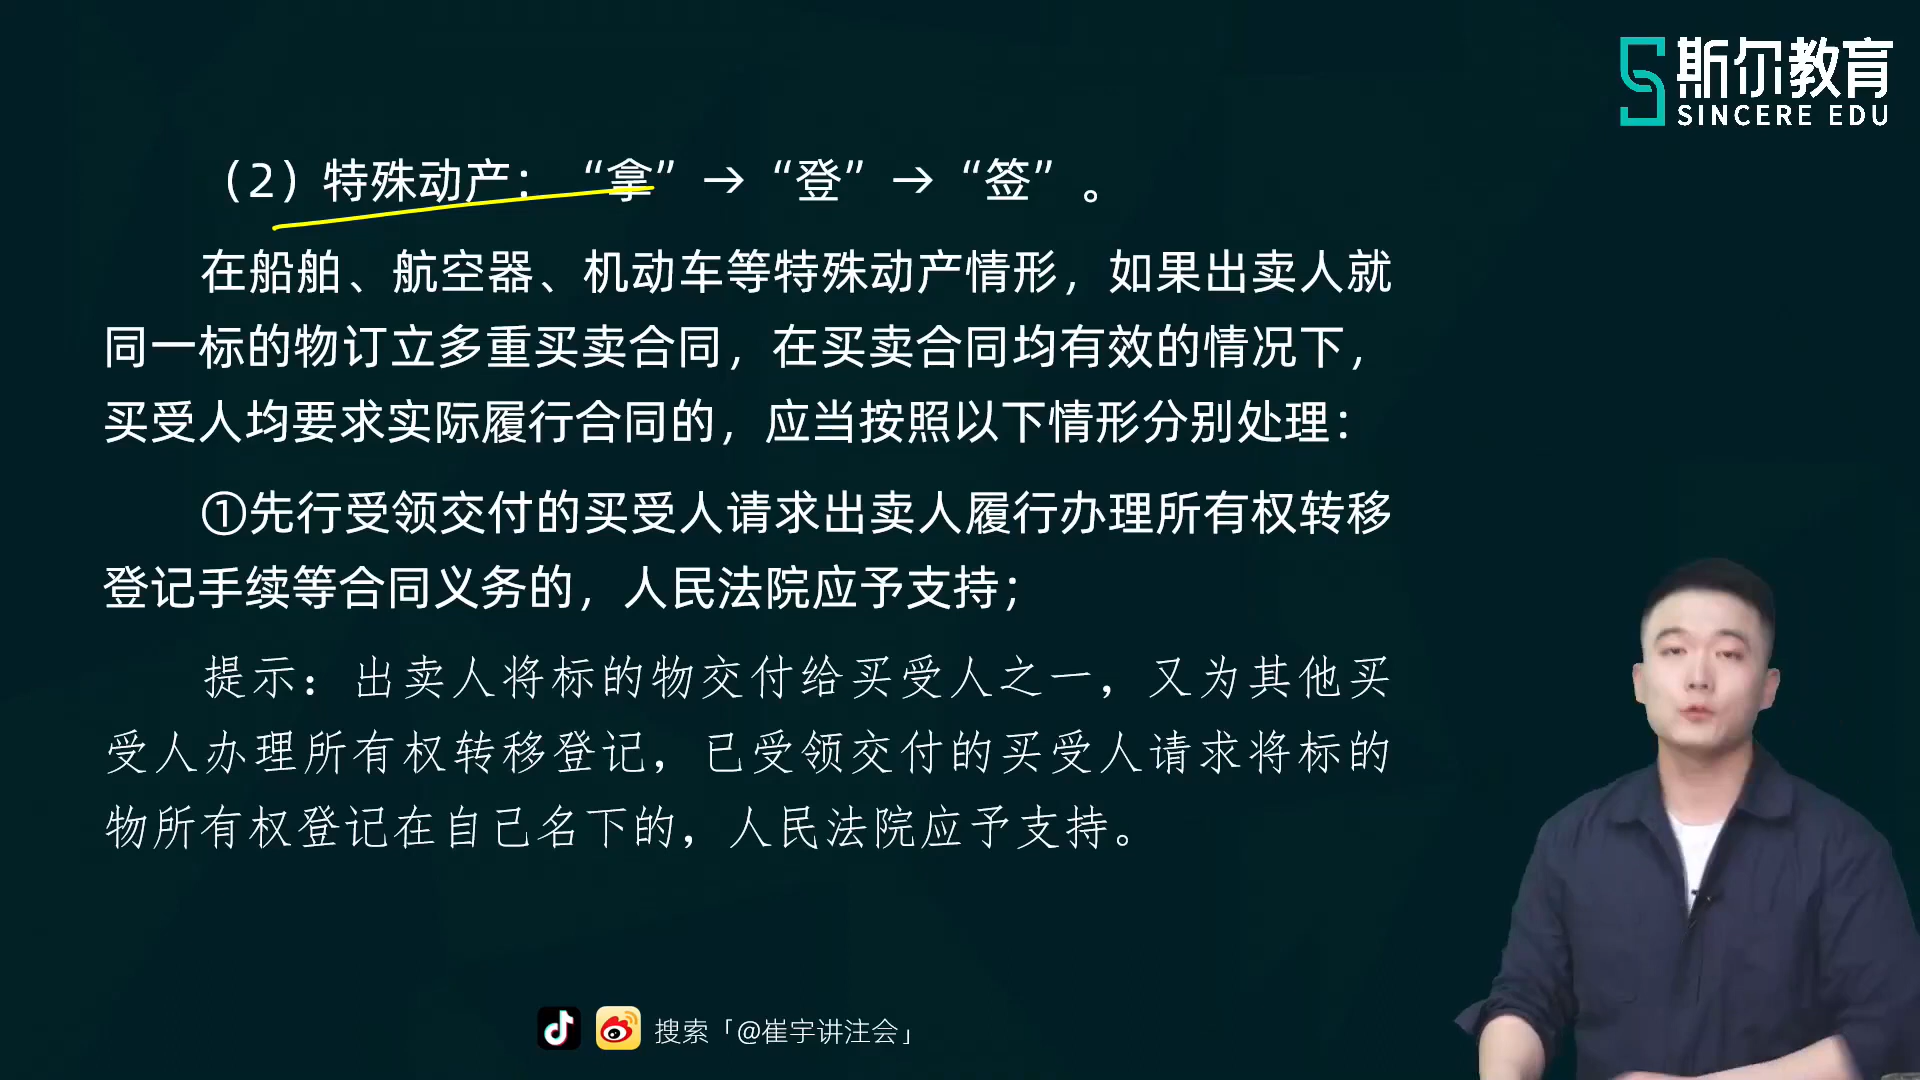 斯尔教育
SINCERE EDU
（2）特殊动产：“拿”→“登”→“签”。
在船舶、航空器、机动车等特殊动产情形，如果出卖人就
同一标的物订立多重买卖合同，在买卖合同均有效的情况下，
买受人均要求实际履行合同的，应当按照以下情形分别处理：
①先行受领交付的买受人请求出卖人履行办理所有权转移
登记手续等合同义务的，人民法院应予支持；
提示：出卖人将标的物交付给买受人之一，又为其他买
受人办理所有权转移登记，已受领交付的买受人请求将标的
物所有权登记在自己名下的，人民法院应予支持。
搜索「@崔宇讲注会」